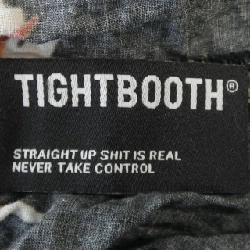 TIGHTBOOTH®
STRAIGHT UP SHIT IS REAL
NEVER TAKE CONTROL